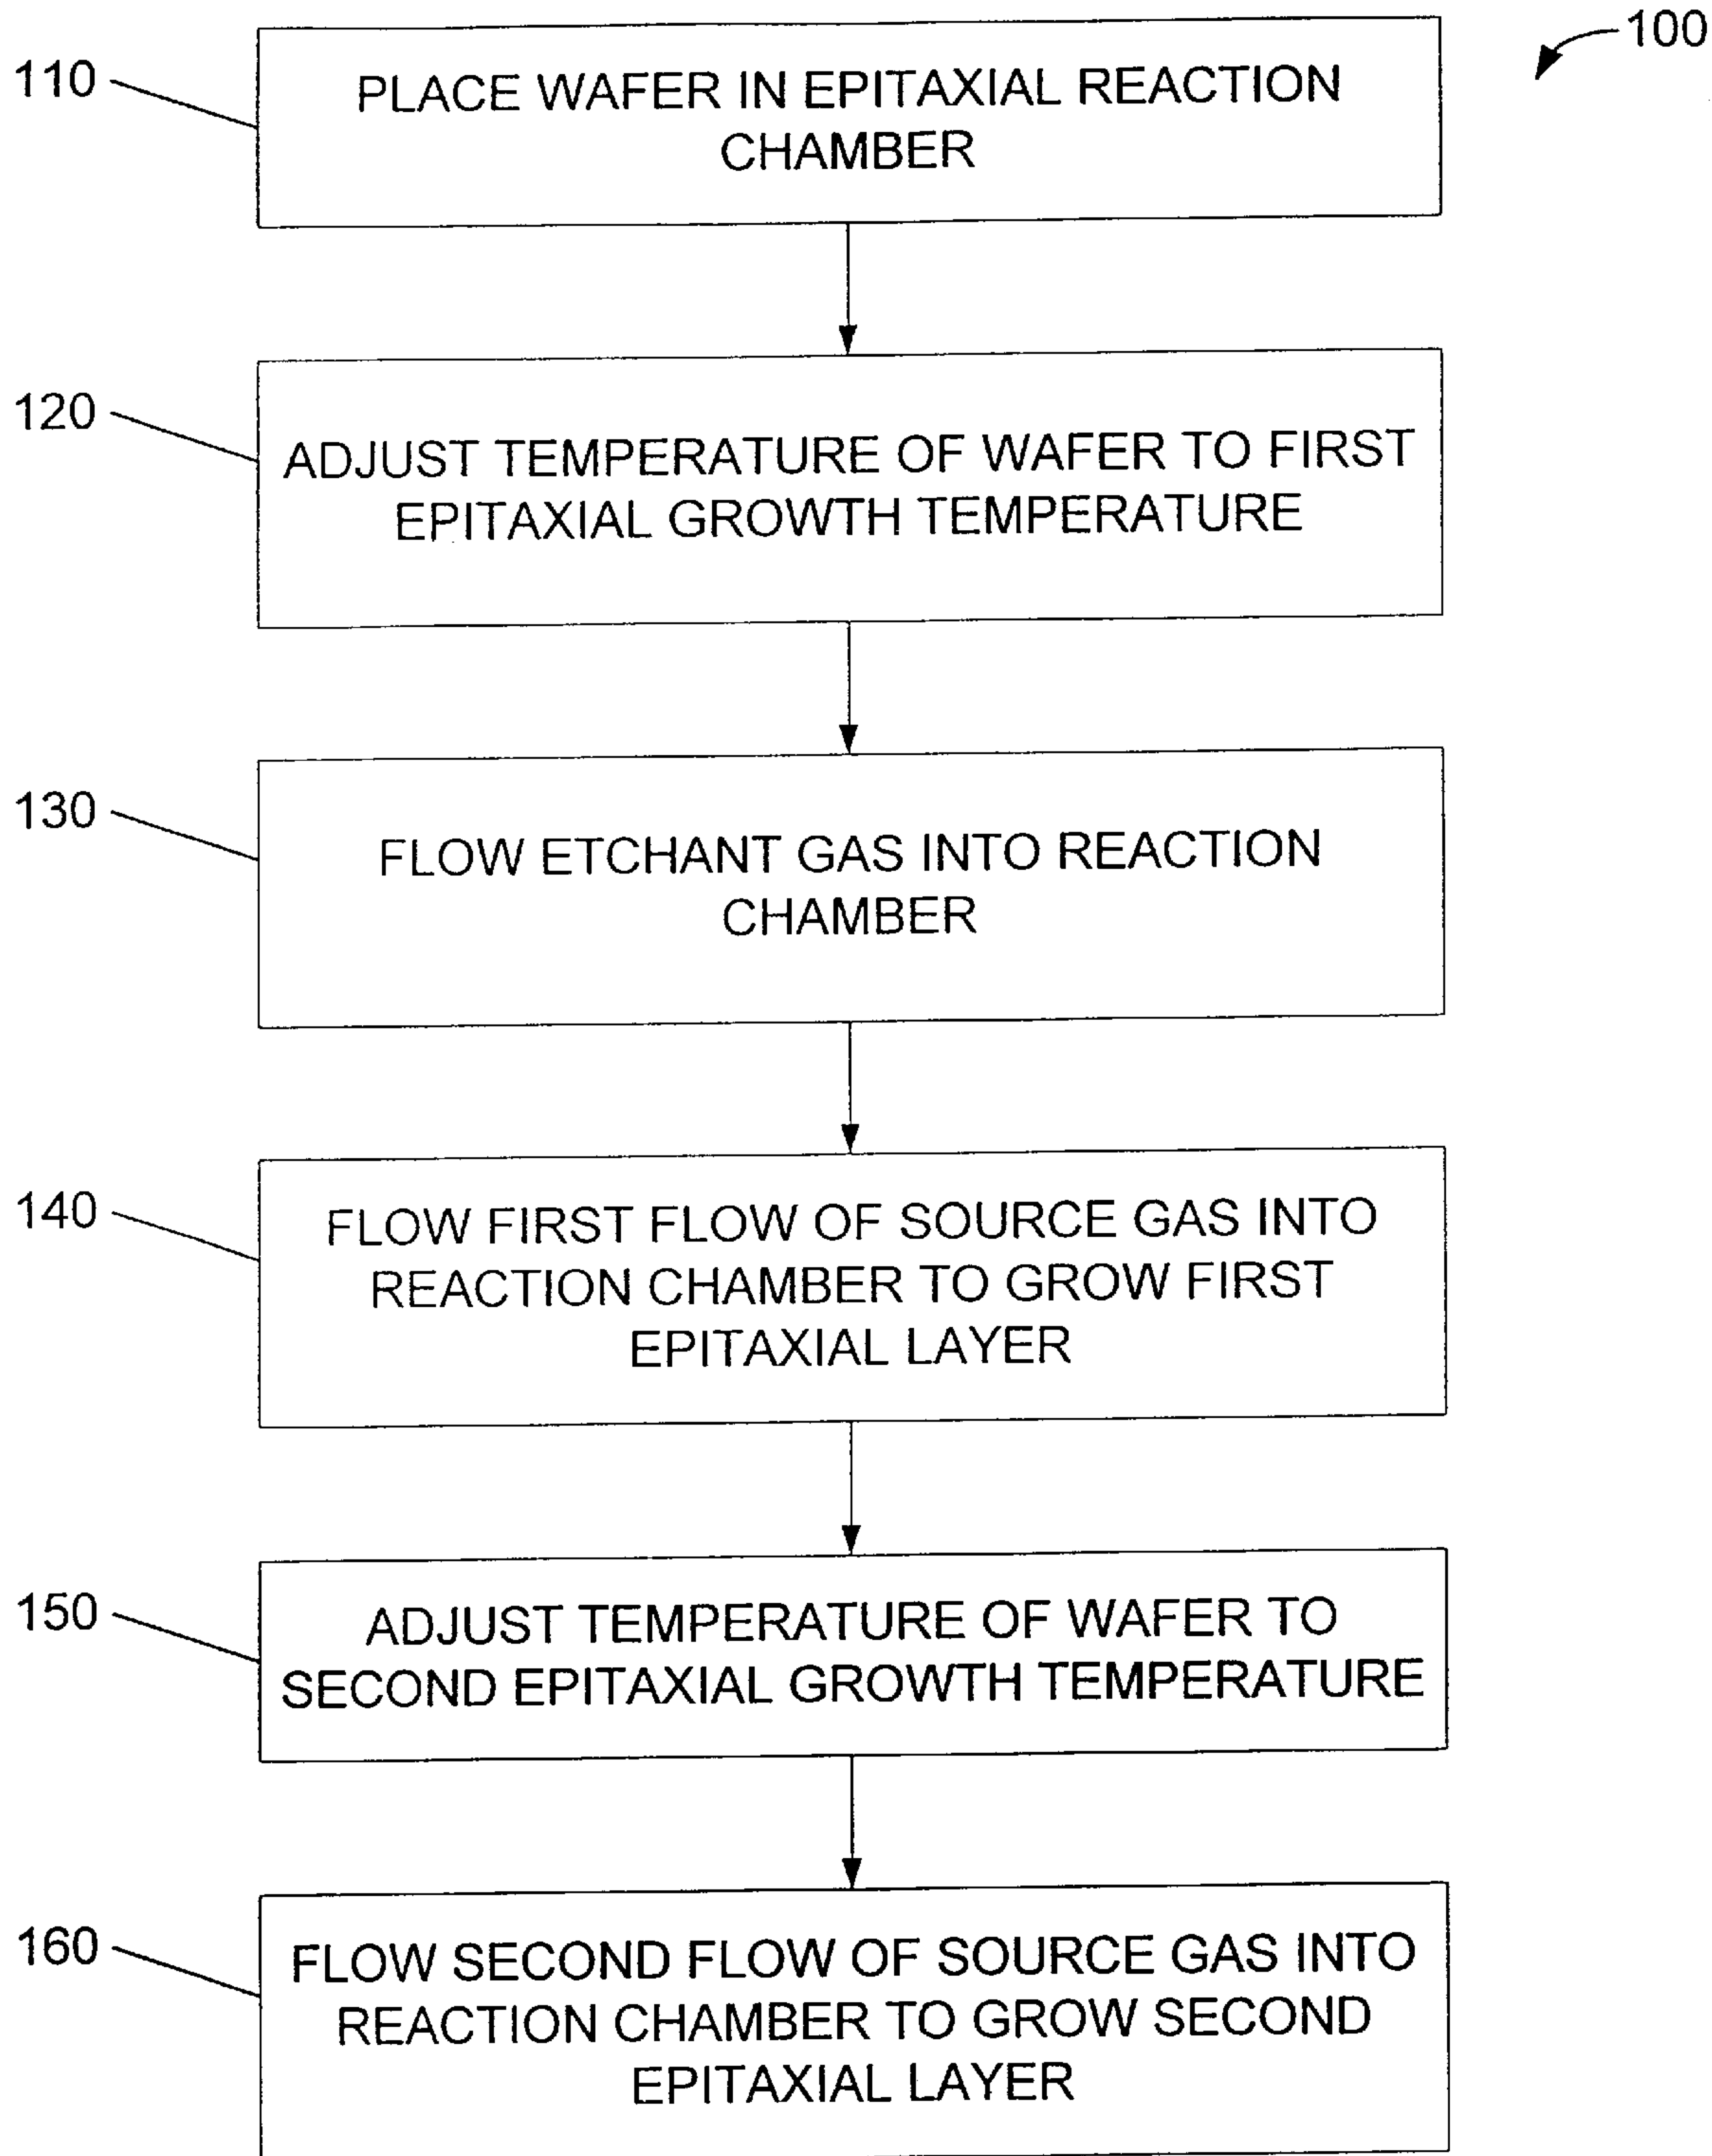 100
110
PLACE WAFER IN EPITAXIAL REACTION
CHAMBER
120
ADJUST TEMPERATURE OF WAFER TO FIRST
EPITAXIAL GROWTH TEMPERATURE
130
FLOW ETCHANT GAS INTO REACTION
CHAMBER
140
FLOW FIRST FLOW OF SOURCE GAS INTO
REACTION CHAMBER TO GROW FIRST
EPITAXIAL LAYER
150
ADJUST TEMPERATURE OF WAFER TO
SECOND EPITAXIAL GROWTH TEMPERATURE
160
FLOW SECOND FLOW OF SOURCE GAS INTO
REACTION CHAMBER TO GROW SECOND
EPITAXIAL LAYER